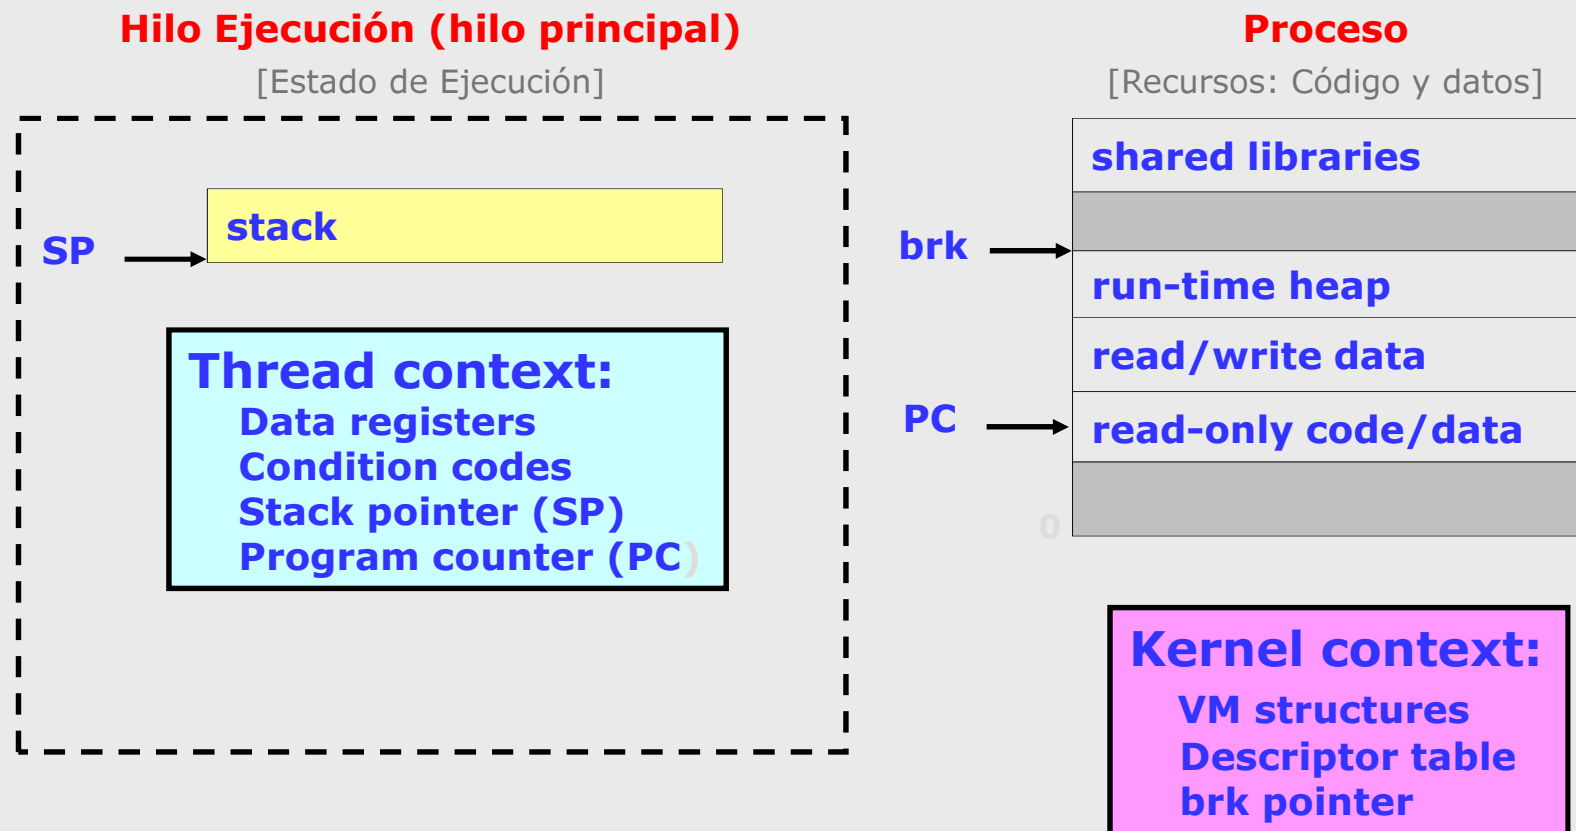 Hilo Ejecución (hilo principal)
[Estado de Ejecución]
SP
stack
Thread context:
Data registers
Condition codes
Stack pointer (SP)
Program counter (PC)
Proceso
[Recursos: Código y datos]
shared libraries
brk
run-time heap
read/write data
PC
read-only code/data
0
Kernel context:
VM structures
Descriptor table
brk pointer